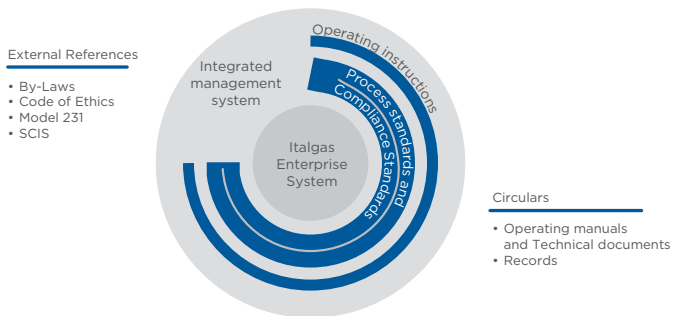 External References
• By-Laws
• Code of Ethics
• Model 231
• SCIS
Integrated
management
system
Operating instructions
Process standards and
Compliance Standards
Italgas
Enterprise
System
Circulars
• Operating manuals
and Technical documents
• Records